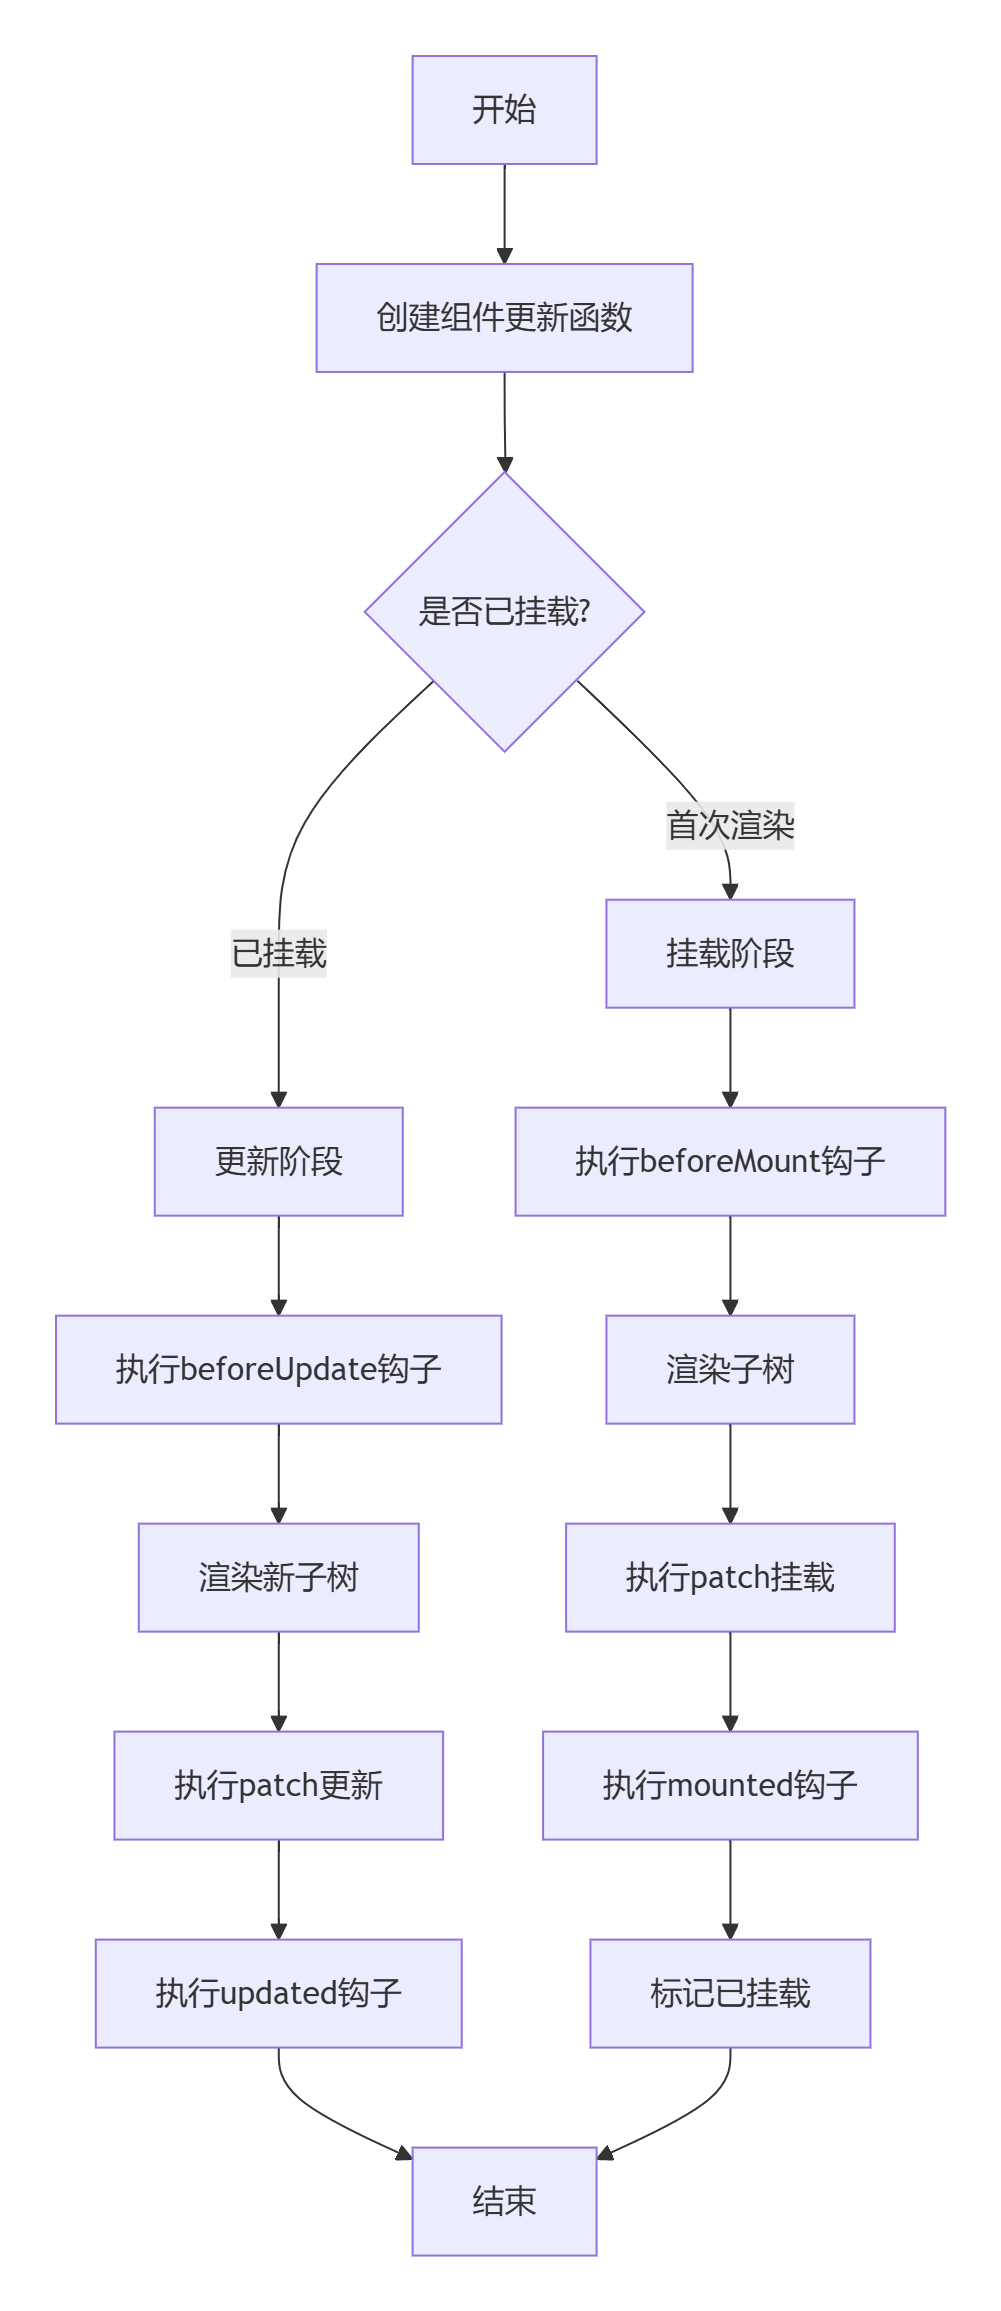 开始
创建组件更新函数
是否已挂载?
首次渲染
已挂载
挂载阶段
更新阶段
执行beforeMount钩子
执行beforeUpdate钩子
渲染子树
渲染新子树
执行patch挂载
执行patch更新
执行mounted钩子
执行updated钩子
标记已挂载
结束